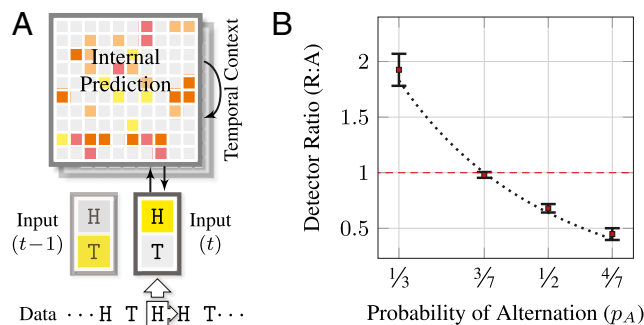 A
Internal
Prediction
Temporal Context
Input
(t−1)
H
T
H
T
Input
(t)
Data ···H T H H T···
B
Detector Ratio (R:A)
2
1.5
1
0.5
1/3
3/7
1/2
4/7
Probability of Alternation (pA)